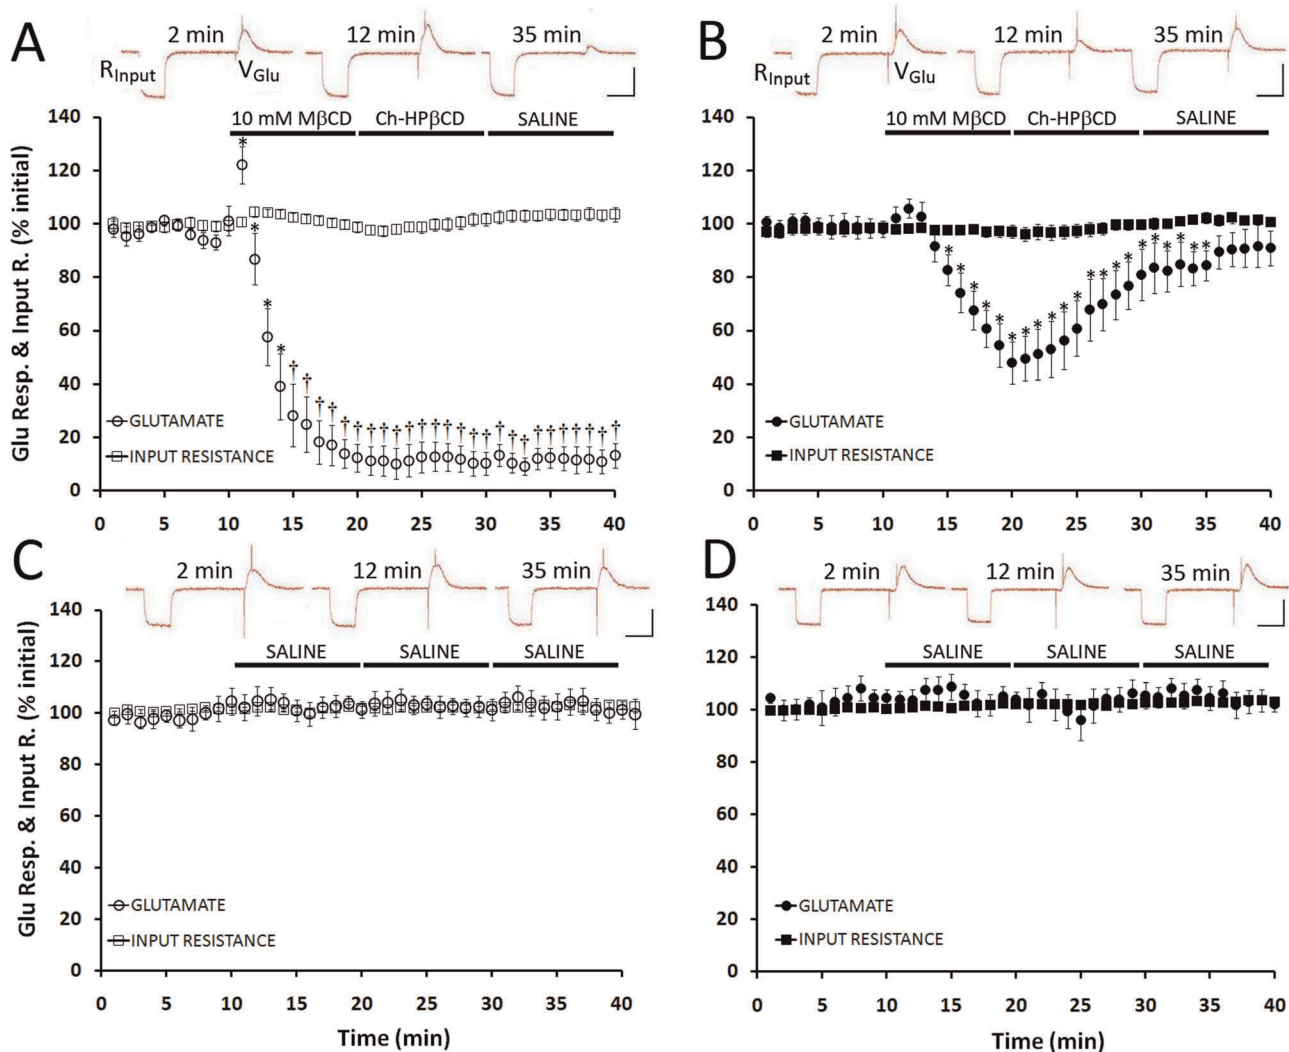 A
2 min 12 min 35 min
R Input V Glu
10 mM MβCD Ch-HPβCD SALINE
Glu Resp. & Input R. (% initial)
140
120
100
80
60
40
20
0
* * * * † † † † † † † † † † † † † † † † † † † † † † † † † †
GLUTAMATE
INPUT RESISTANCE
0 5 10 15 20 25 30 35 40
B
2 min 12 min 35 min
R Input V Glu
10 mM MβCD Ch-HPβCD SALINE
140
120
100
80
60
40
20
0
* * * * * * * * * * * * * * * * * * * * *
GLUTAMATE
INPUT RESISTANCE
0 5 10 15 20 25 30 35 40
C
2 min 12 min 35 min
SALINE SALINE SALINE
Glu Resp. & Input R. (% initial)
140
120
100
80
60
40
20
0
GLUTAMATE
INPUT RESISTANCE
0 5 10 15 20 25 30 35 40
Time (min)
D
2 min 12 min 35 min
SALINE SALINE SALINE
140
120
100
80
60
40
20
0
GLUTAMATE
INPUT RESISTANCE
0 5 10 15 20 25 30 35 40
Time (min)